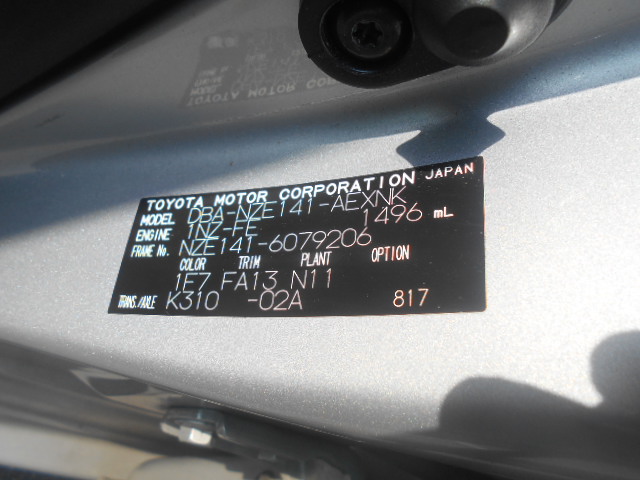 TOYOTA MOTOR CORPORATION JAPAN
MODEL DBA-NZE141-AEXNK
ENGINE 1NZ-FE 1496 mL
FRAME No. NZE141-6079206
COLOR TRIM PLANT OPTION
1E7 FA13 N11
TRANS./AXLE K310 -02A 817